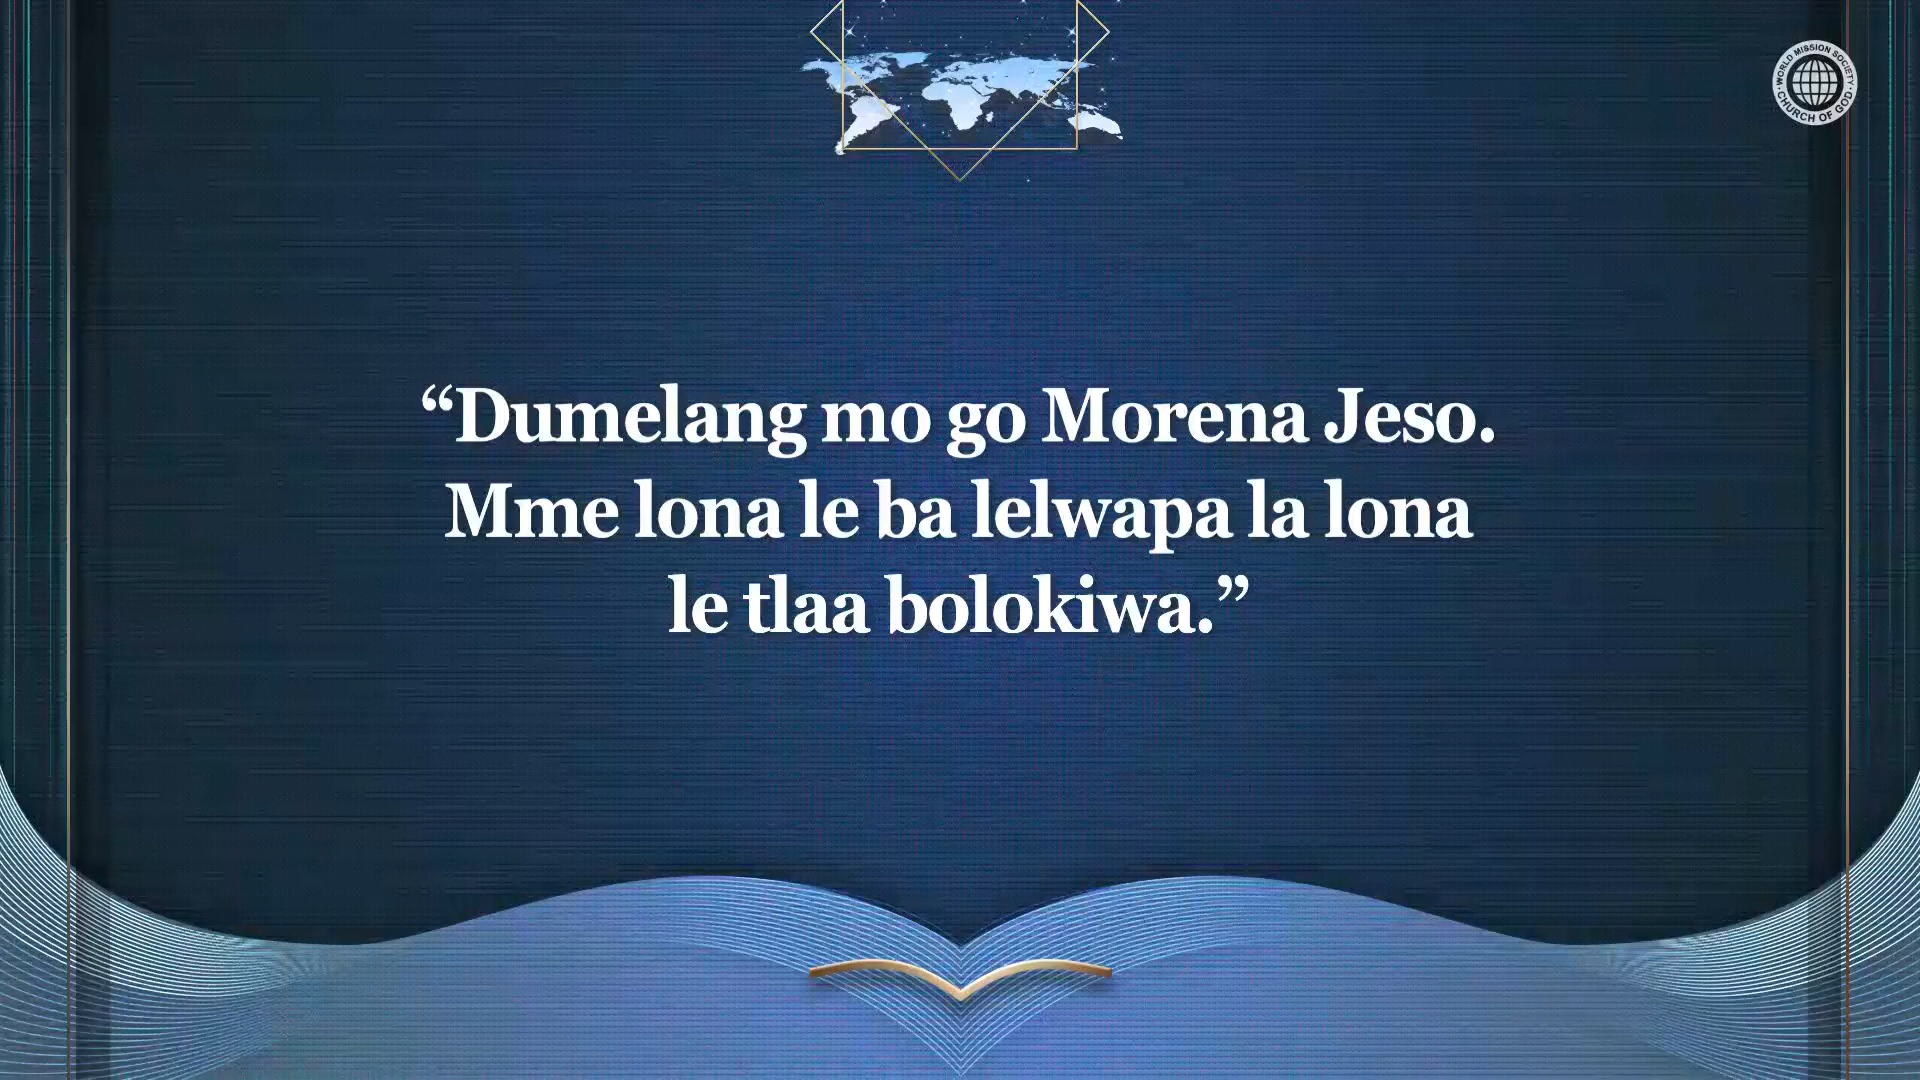 WORLD MISSION SOCIETY
CHURCH OF GOD
“Dumelang mo go Morena Jeso.
Mme lona le ba lelwapa la lona
le tlaa bolokiwa.”